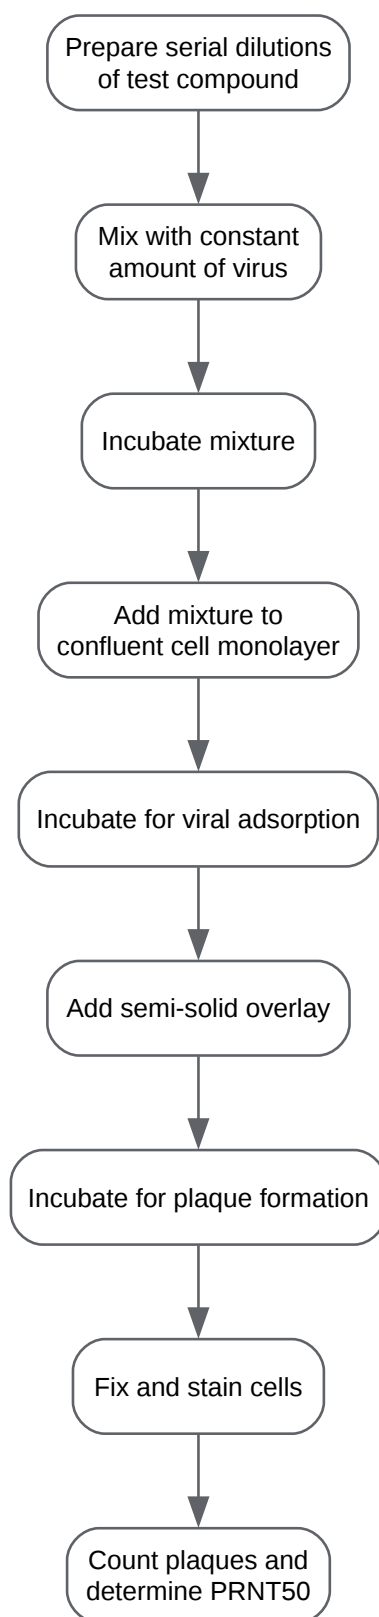 Prepare serial dilutions
of test compound
Mix with constant
amount of virus
Incubate mixture
Add mixture to
confluent cell monolayer
Incubate for viral adsorption
Add semi-solid overlay
Incubate for plaque formation
Fix and stain cells
Count plaques and
determine PRNT50